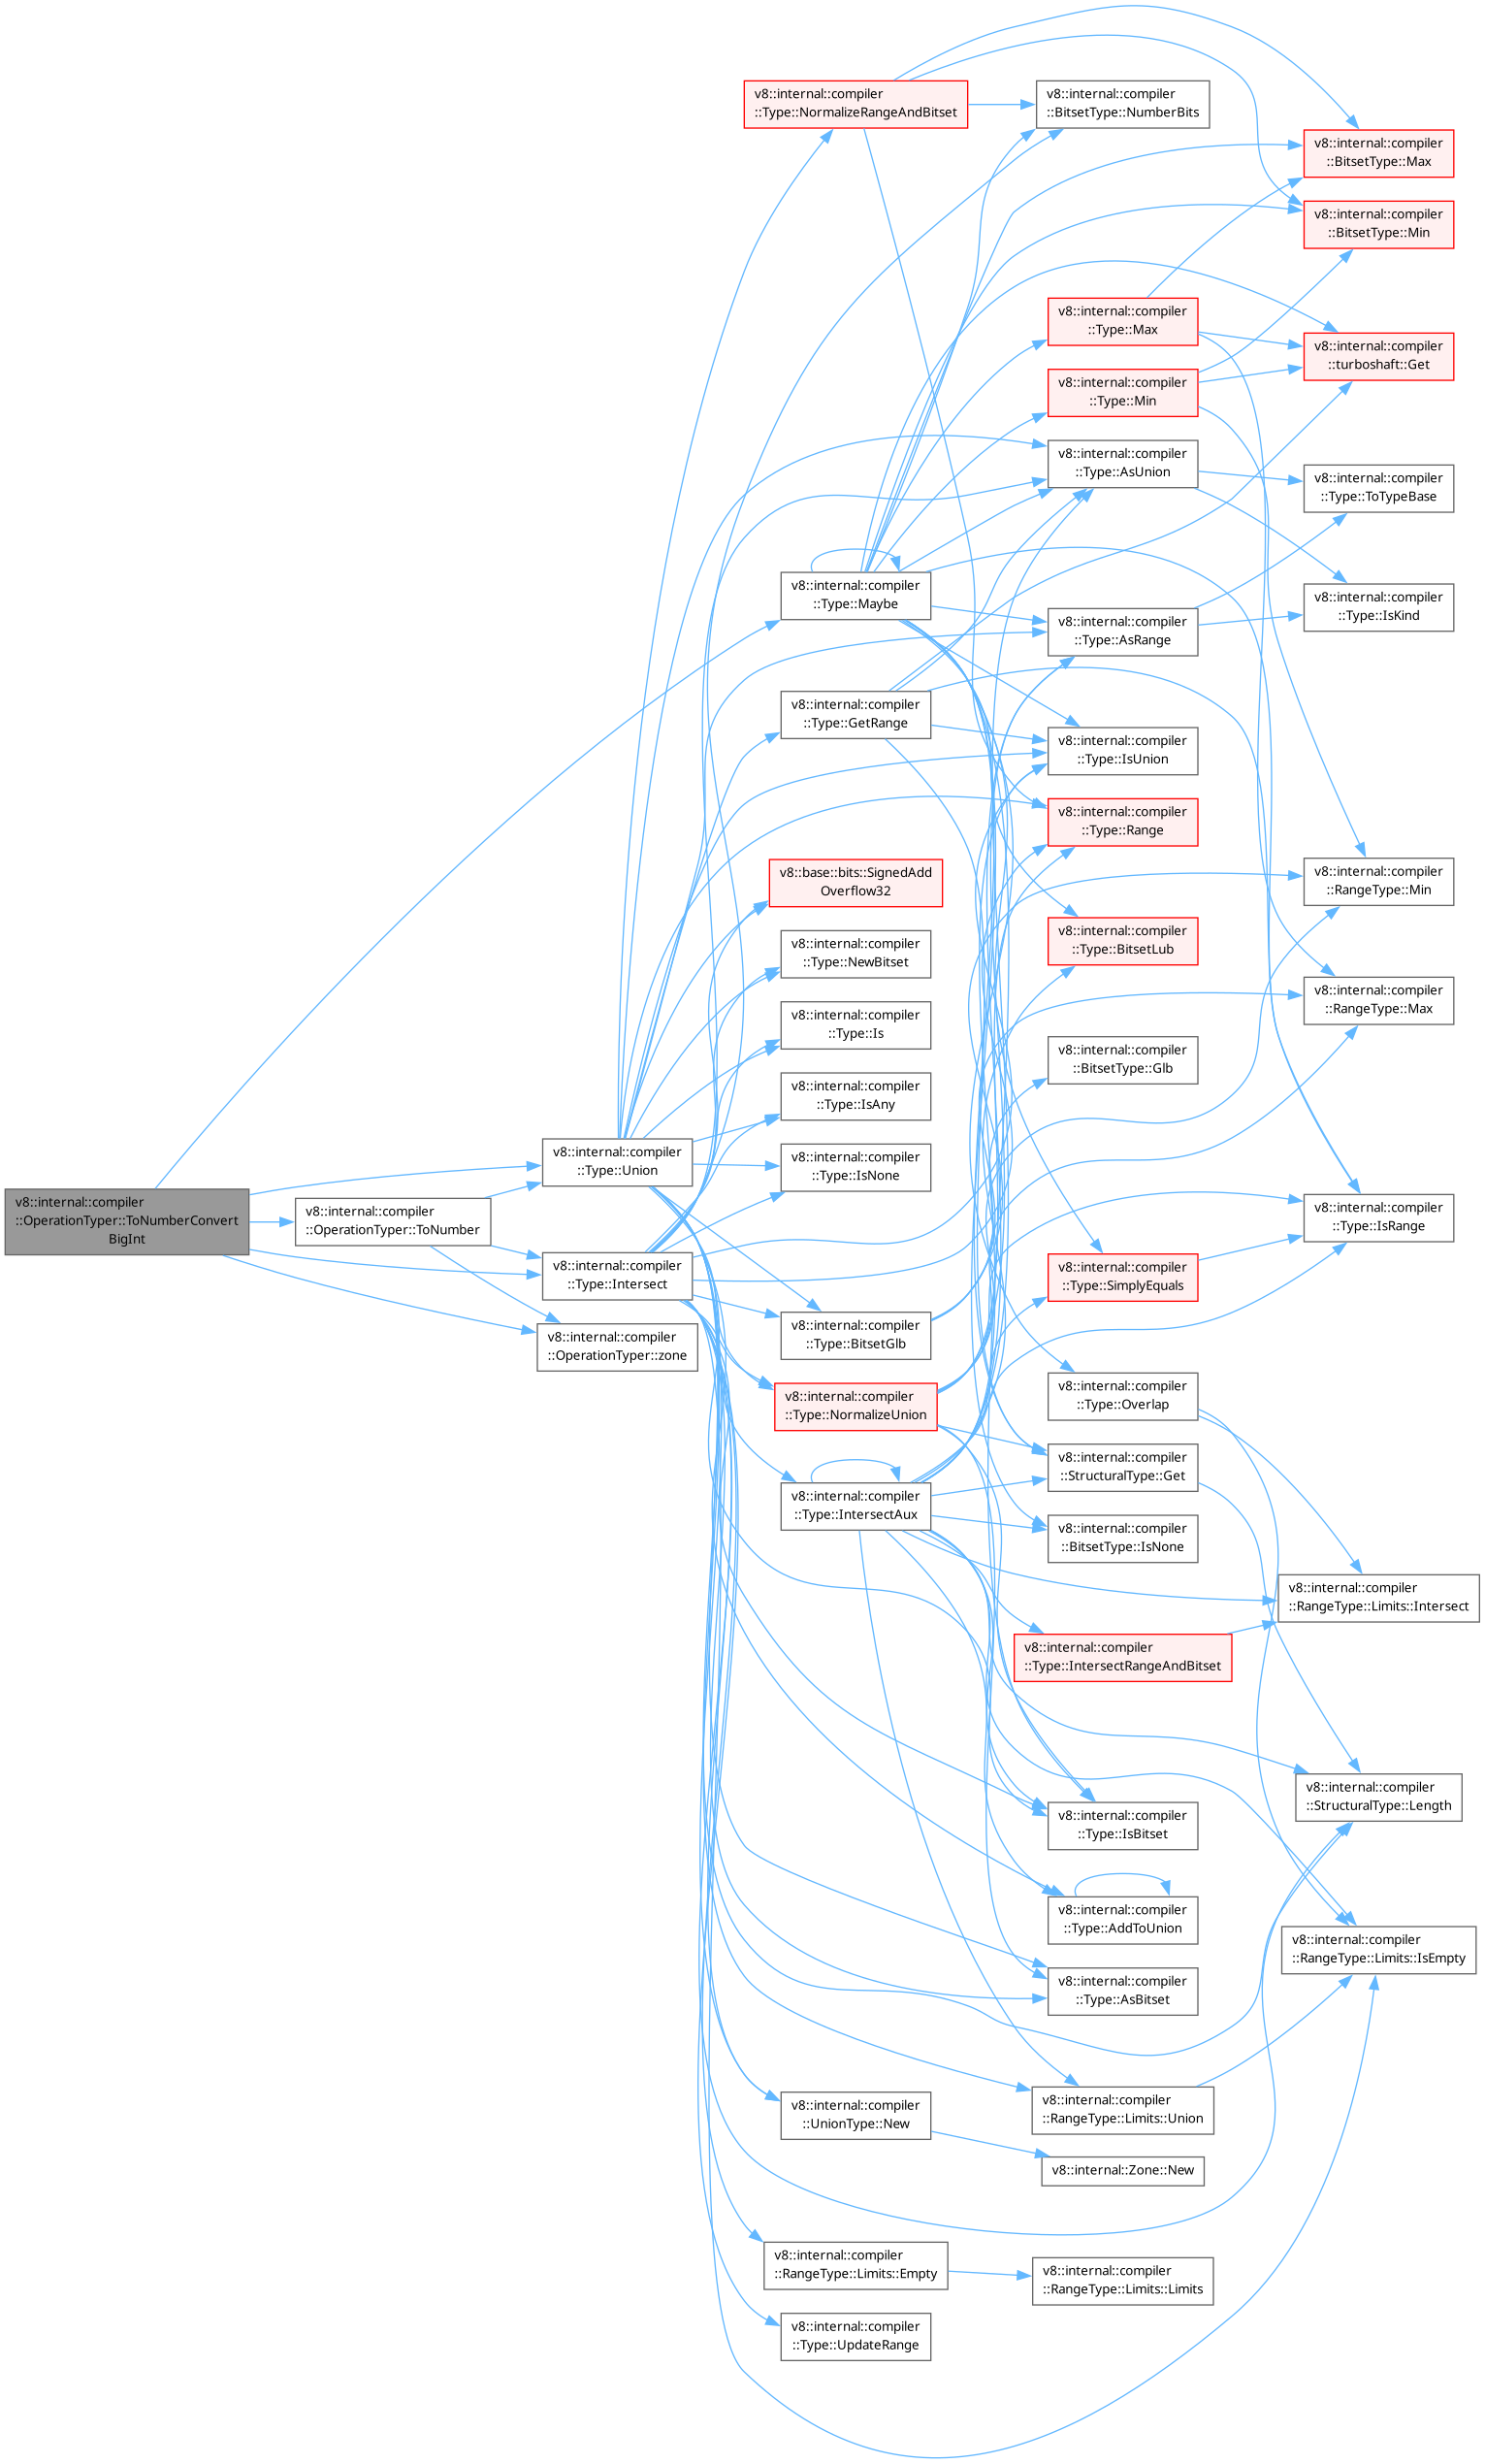 v8::internal::compiler
::OperationTyper::ToNumberConvert
BigInt
v8::internal::compiler
::OperationTyper::ToNumber
v8::internal::compiler
::Type::Union
v8::internal::compiler
::Type::Intersect
v8::internal::compiler
::OperationTyper::zone
v8::internal::compiler
::Type::NormalizeRangeAndBitset
v8::internal::compiler
::Type::Maybe
v8::internal::compiler
::Type::GetRange
v8::base::bits::SignedAdd
Overflow32
v8::internal::compiler
::Type::NewBitset
v8::internal::compiler
::Type::Is
v8::internal::compiler
::Type::IsAny
v8::internal::compiler
::Type::IsNone
v8::internal::compiler
::Type::BitsetGlb
v8::internal::compiler
::Type::NormalizeUnion
v8::internal::compiler
::Type::IntersectAux
v8::internal::compiler
::UnionType::New
v8::internal::compiler
::RangeType::Limits::Empty
v8::internal::compiler
::Type::UpdateRange
v8::internal::compiler
::BitsetType::NumberBits
v8::internal::compiler
::Type::Max
v8::internal::compiler
::Type::Min
v8::internal::compiler
::Type::AsUnion
v8::internal::compiler
::Type::AsRange
v8::internal::compiler
::Type::IsUnion
v8::internal::compiler
::Type::Range
v8::internal::compiler
::Type::BitsetLub
v8::internal::compiler
::BitsetType::Glb
v8::internal::compiler
::Type::SimplyEquals
v8::internal::compiler
::Type::Overlap
v8::internal::compiler
::StructuralType::Get
v8::internal::compiler
::BitsetType::IsNone
v8::internal::compiler
::Type::IntersectRangeAndBitset
v8::internal::compiler
::Type::IsBitset
v8::internal::compiler
::Type::AddToUnion
v8::internal::compiler
::Type::AsBitset
v8::internal::compiler
::RangeType::Limits::Union
v8::internal::Zone::New
v8::internal::compiler
::RangeType::Limits::Limits
v8::internal::compiler
::BitsetType::Max
v8::internal::compiler
::BitsetType::Min
v8::internal::compiler
::turboshaft::Get
v8::internal::compiler
::Type::ToTypeBase
v8::internal::compiler
::Type::IsKind
v8::internal::compiler
::RangeType::Min
v8::internal::compiler
::RangeType::Max
v8::internal::compiler
::Type::IsRange
v8::internal::compiler
::RangeType::Limits::Intersect
v8::internal::compiler
::StructuralType::Length
v8::internal::compiler
::RangeType::Limits::IsEmpty